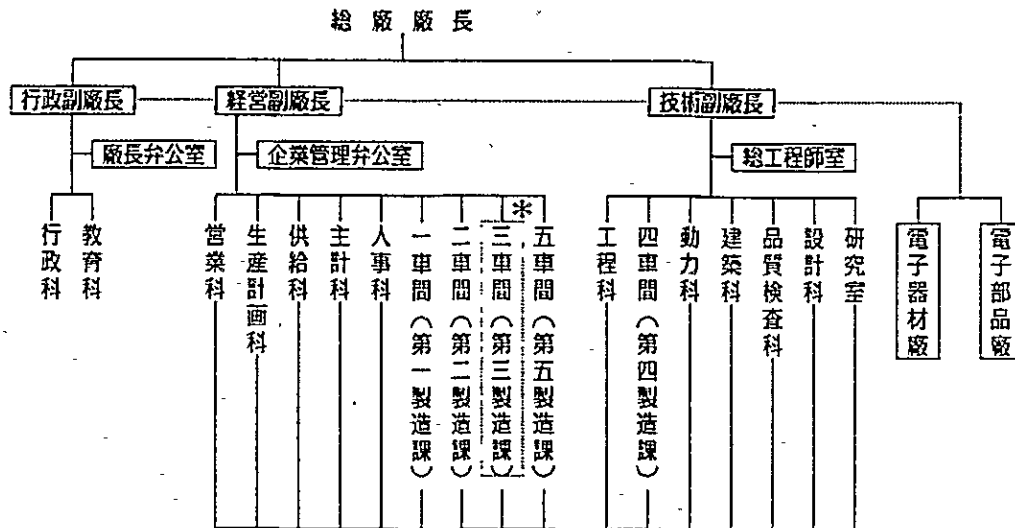 総廠廠長
行政副廠長
経営副廠長
技術副廠長
廠長弁公室
企業管理弁公室
総工程師室
行政科
教育科
営業科
生産計画科
供給科
主計科
人事科
一車間(第一製造課)
二車間(第二製造課)
三車間(第三製造課)
*
五車間(第五製造課)
工程科
四車間(第四製造課)
動力科
建築科
品質検査科
設計科
研究室
電子器材廠
電子部品廠